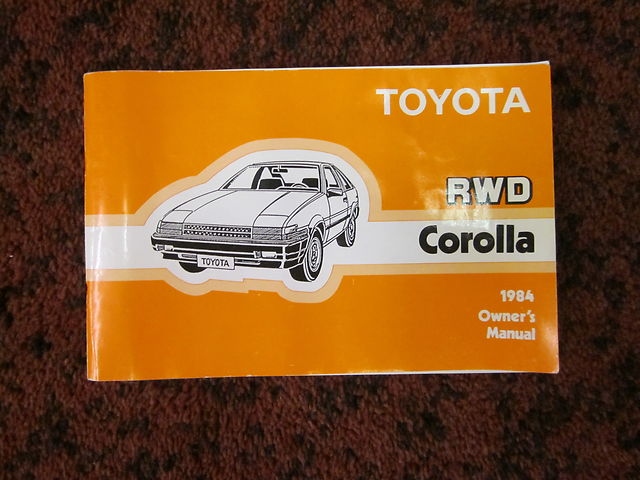 TOYOTA
RWD
Corolla
TOYOTA
1984
Owner's
Manual